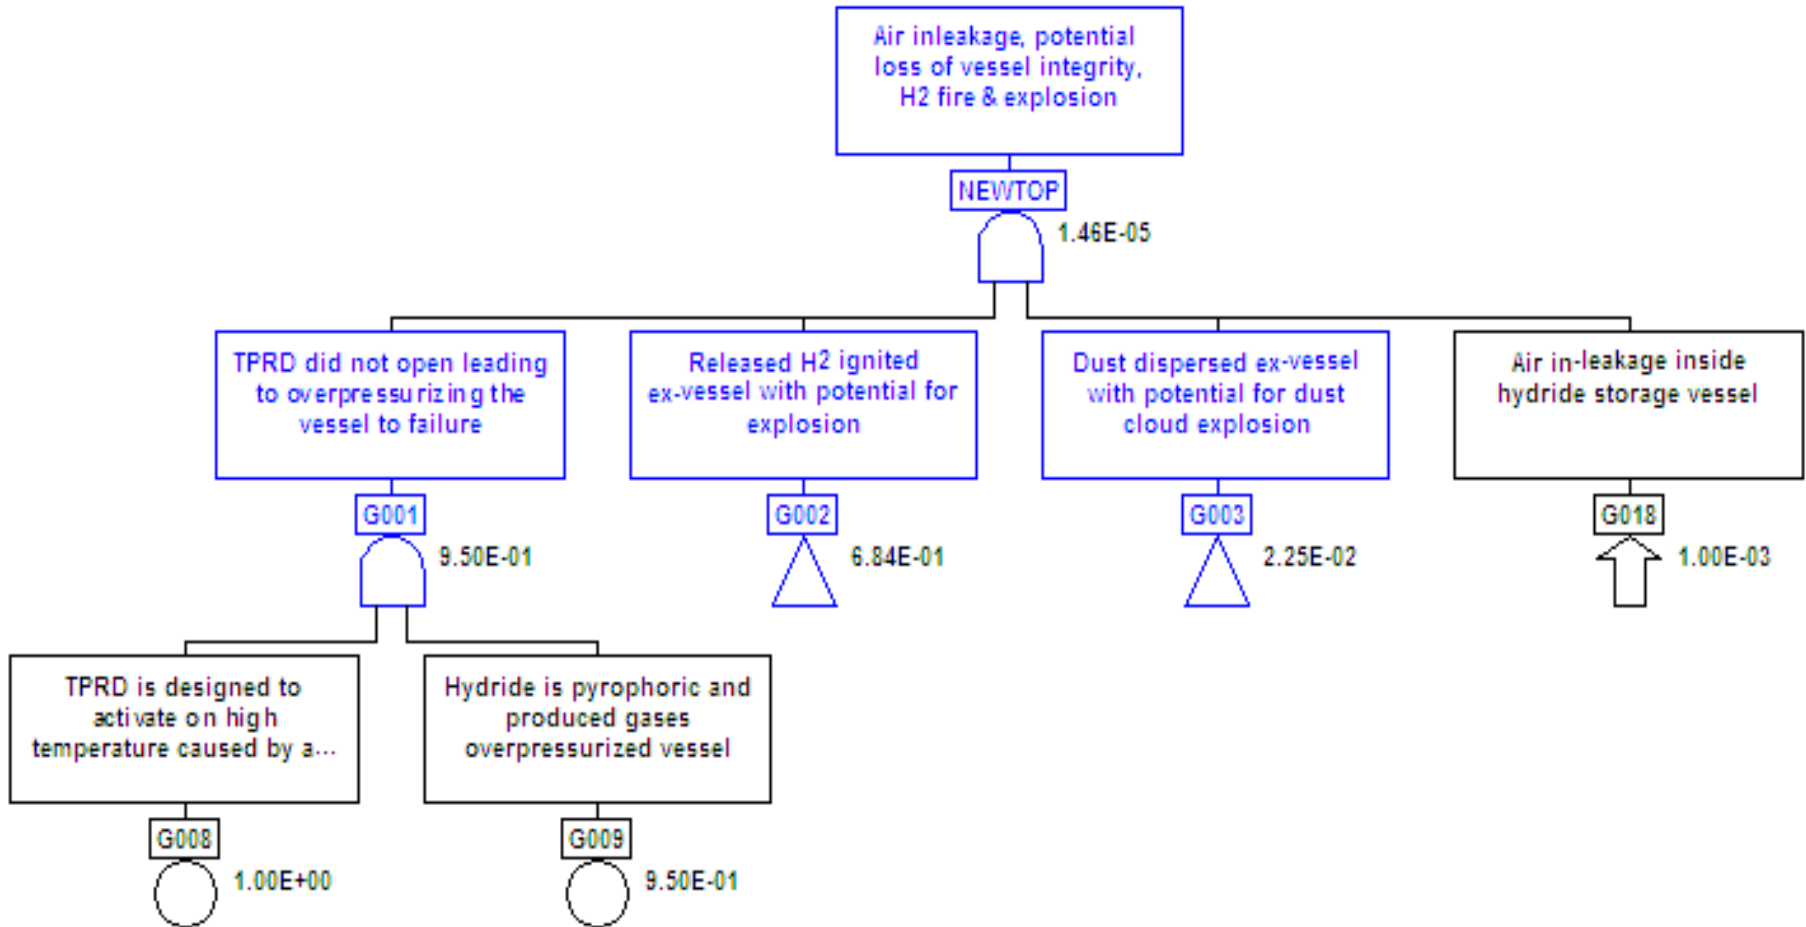 Air inleakage, potential
loss of vessel integrity,
H2 fire & explosion
NEWTOP
1.46E-05
TPRD did not open leading
to overpressurizing the
vessel to failure
G001
9.50E-01
Released H2 ignited
ex-vessel with potential for
explosion
G002
6.84E-01
Dust dispersed ex-vessel
with potential for dust
cloud explosion
G003
2.25E-02
Air in-leakage inside
hydride storage vessel
G018
1.00E-03
TPRD is designed to
activate on high
temperature caused by a...
G008
1.00E+00
Hydride is pyrophoric and
produced gases
overpressurized vessel
G009
9.50E-01